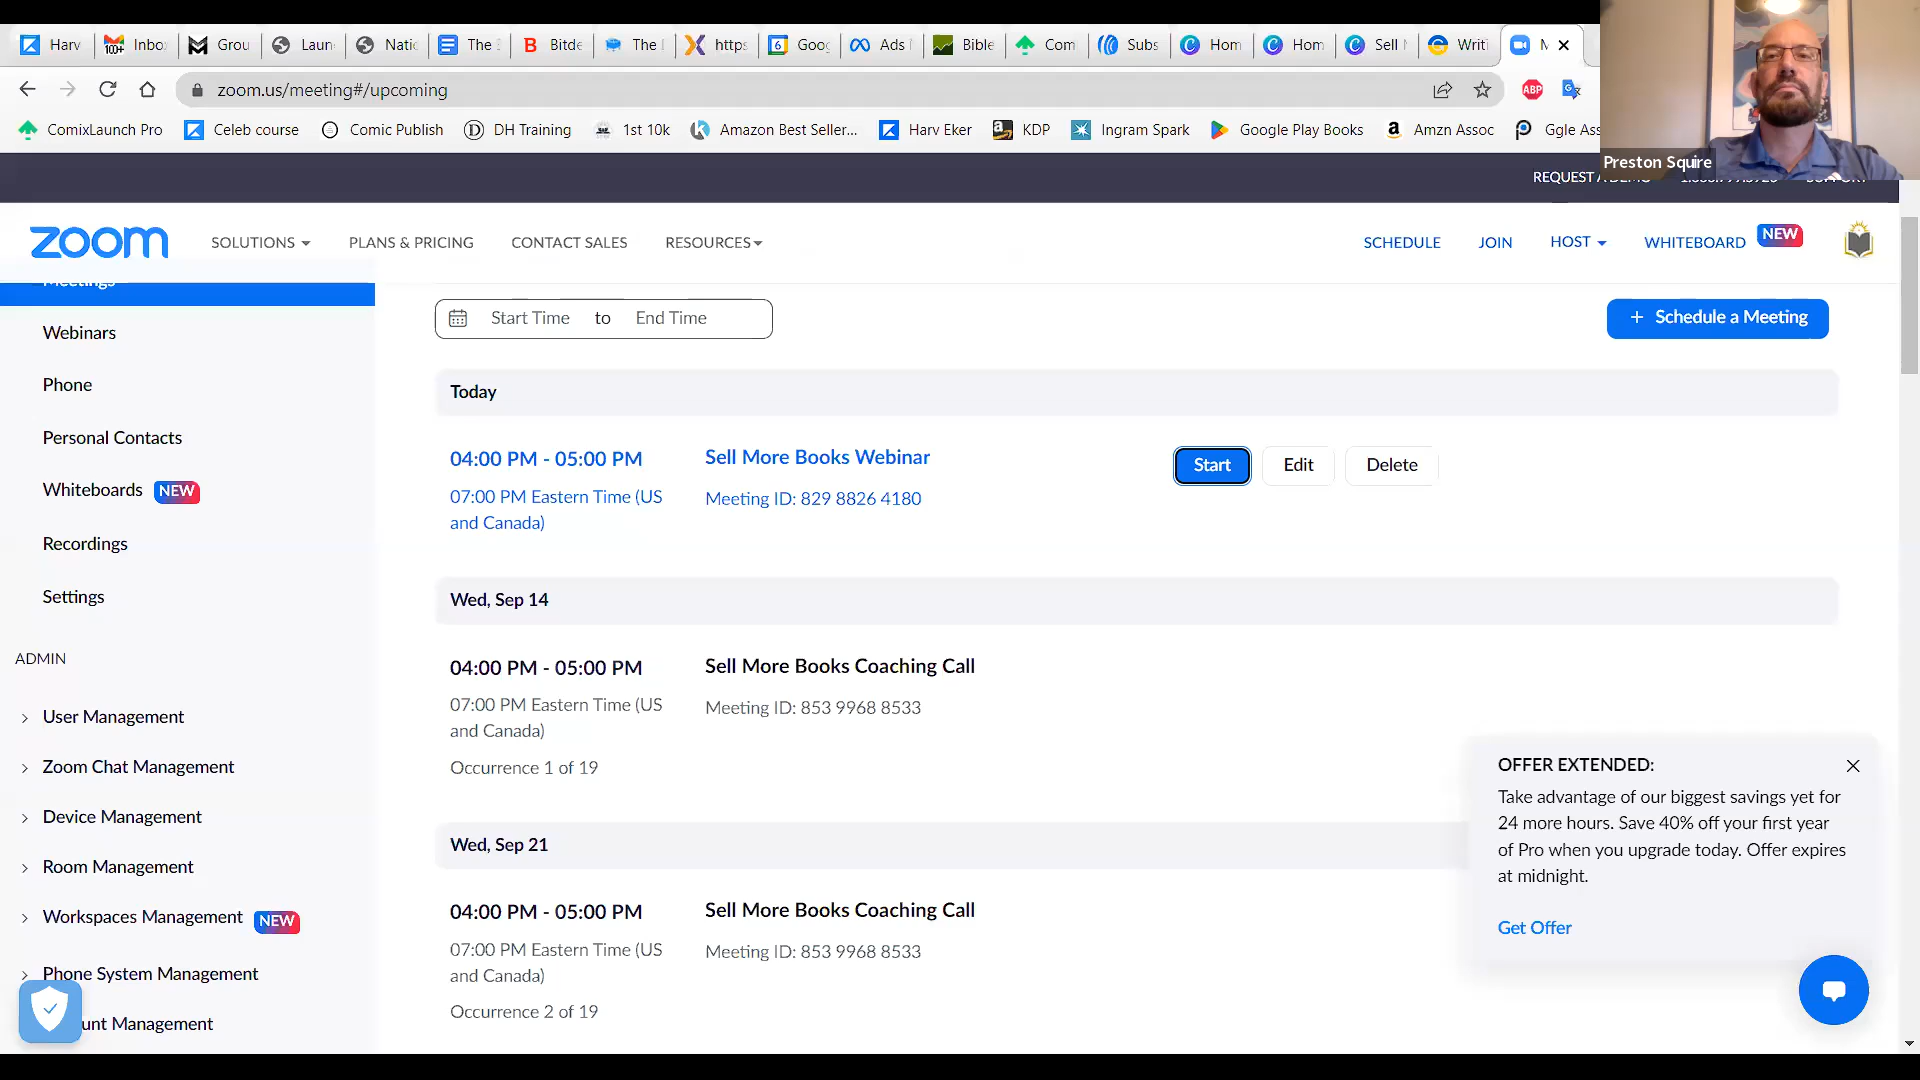 Harv
Inbo
Grou
Laun
Natio
The
Bitde
The
https
Goog
Ads
Bible
Com
Subs
Hom
Hom
Sell
Writi
zoom.us/meeting#/upcoming
ComixLaunch Pro
Celeb course
Comic Publish
DH Training
1st 10k
Amazon Best Seller...
Harv Eker
KDP
Ingram Spark
Google Play Books
Amzn Assoc
Ggle Ass
Preston Squire
REQUEST A DEMO
SUPPORT
zoom
SOLUTIONS
PLANS & PRICING
CONTACT SALES
RESOURCES
SCHEDULE
JOIN
HOST
WHITEBOARD
NEW
Meetings
Webinars
Phone
Personal Contacts
Whiteboards NEW
Recordings
Settings
ADMIN
User Management
Zoom Chat Management
Device Management
Room Management
Workspaces Management NEW
Phone System Management
unt Management
Start Time to End Time
+ Schedule a Meeting
Today
04:00 PM - 05:00 PM
07:00 PM Eastern Time (US
and Canada)
Sell More Books Webinar
Meeting ID: 829 8826 4180
Start
Edit
Delete
Wed, Sep 14
04:00 PM - 05:00 PM
07:00 PM Eastern Time (US
and Canada)
Occurrence 1 of 19
Sell More Books Coaching Call
Meeting ID: 853 9968 8533
Wed, Sep 21
04:00 PM - 05:00 PM
07:00 PM Eastern Time (US
and Canada)
Occurrence 2 of 19
Sell More Books Coaching Call
Meeting ID: 853 9968 8533
OFFER EXTENDED:
Take advantage of our biggest savings yet for
24 more hours. Save 40% off your first year
of Pro when you upgrade today. Offer expires
at midnight.
Get Offer